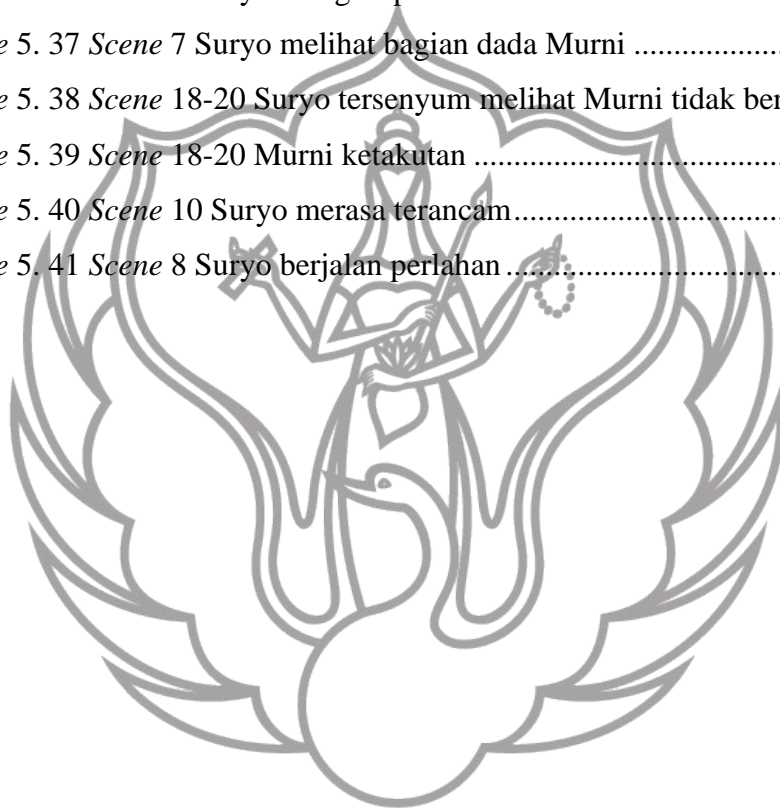 e 5. 37 Scene 7 Suryo melihat bagian dada Murni ..................
e 5. 38 Scene 18-20 Suryo tersenyum melihat Murni tidak ber
e 5. 39 Scene 18-20 Murni ketakutan .....................................
e 5. 40 Scene 10 Suryo merasa terancam.................................
e 5. 41 Scene 8 Suryo berjalan perlahan .................................